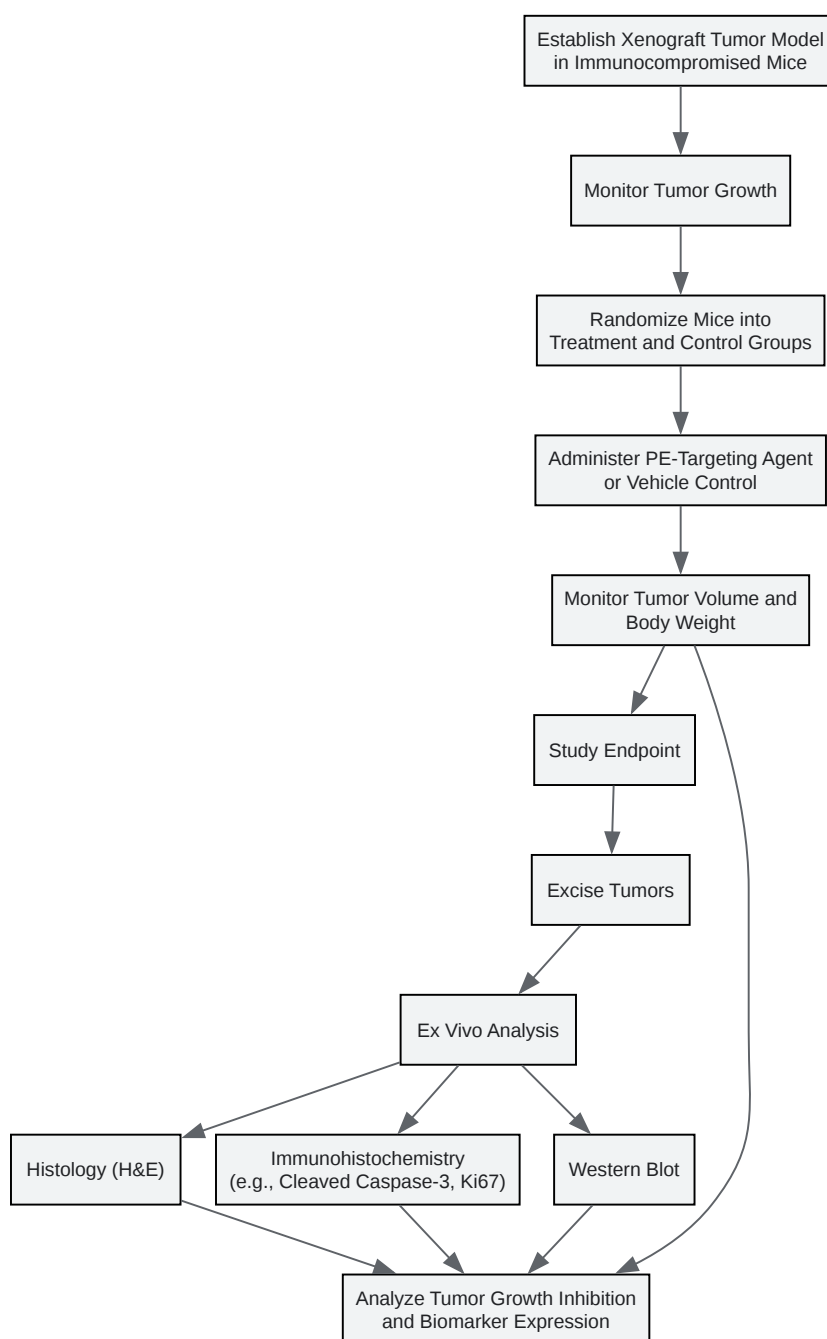 Establish Xenograft Tumor Model
in Immunocompromised Mice
Monitor Tumor Growth
Randomize Mice into
Treatment and Control Groups
Administer PE-Targeting Agent
or Vehicle Control
Monitor Tumor Volume and
Body Weight
Study Endpoint
Excise Tumors
Ex Vivo Analysis
Histology (H&E)
Immunohistochemistry
(e.g., Cleaved Caspase-3, Ki67)
Western Blot
Analyze Tumor Growth Inhibition
and Biomarker Expression